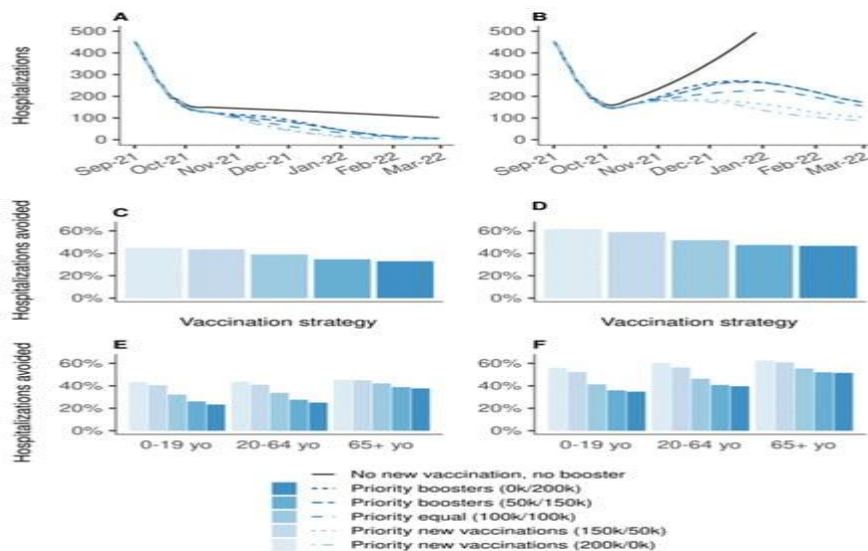 A B
Hospitalizations
500 500
400 400
300 300
200 200
100 100
0 0
Sep-21 Oct-21 Nov-21 Dec-21 Jan-22 Feb-22 Mar-22 Sep-21 Oct-21 Nov-21 Dec-21 Jan-22 Feb-22 Mar-22
C D
Hospitalizations avoided
60% 60%
40% 40%
20% 20%
0% 0%
Vaccination strategy Vaccination strategy
E F
Hospitalizations avoided
60% 60%
40% 40%
20% 20%
0% 0%
0-19 yo 20-64 yo 65+ yo 0-19 yo 20-64 yo 65+ yo
No new vaccination, no booster
Priority boosters (0k/200k)
Priority boosters (50k/150k)
Priority equal (100k/100k)
Priority new vaccinations (150k/50k)
Priority new vaccinations (200k/0k)